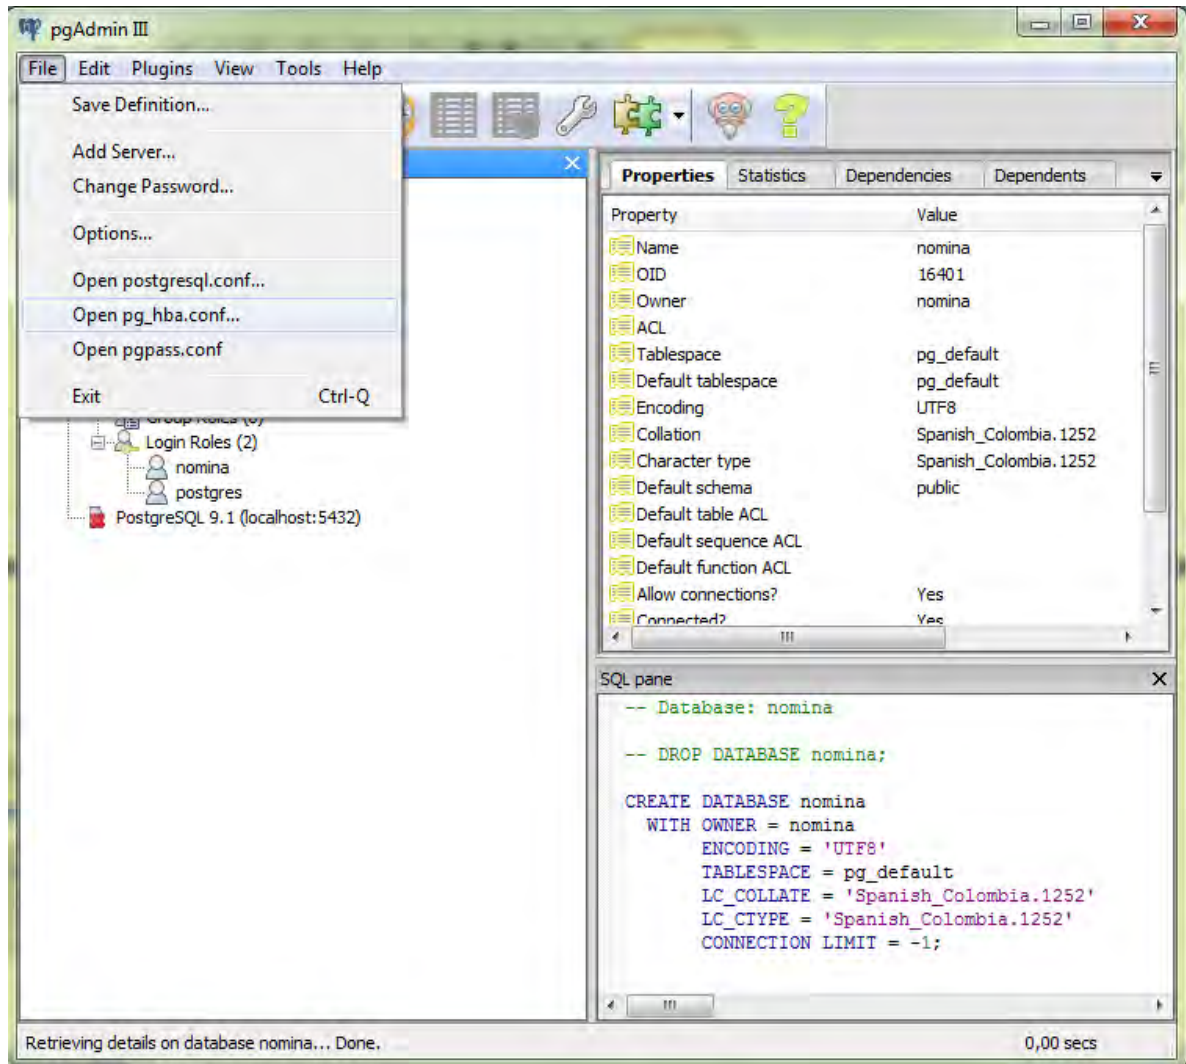 pgAdmin III
File Edit Plugins View Tools Help
Save Definition...
Add Server...
Change Password...
Options...
Open postgresql.conf...
Open pg_hba.conf...
Open pgpass.conf
Exit Ctrl-Q
Group Roles (0)
Login Roles (2)
nomina
postgres
PostgreSQL 9.1 (localhost:5432)
Properties Statistics Dependencies Dependents
Property Value
Name nomina
OID 16401
Owner nomina
ACL
Tablespace pg_default
Default tablespace pg_default
Encoding UTF8
Collation Spanish_Colombia.1252
Character type Spanish_Colombia.1252
Default schema public
Default table ACL
Default sequence ACL
Default function ACL
Allow connections? Yes
Connected? Yes
SQL pane
-- Database: nomina
-- DROP DATABASE nomina;
CREATE DATABASE nomina
WITH OWNER = nomina
ENCODING = 'UTF8'
TABLESPACE = pg_default
LC_COLLATE = 'Spanish_Colombia.1252'
LC_CTYPE = 'Spanish_Colombia.1252'
CONNECTION LIMIT = -1;
Retrieving details on database nomina... Done. 0,00 secs